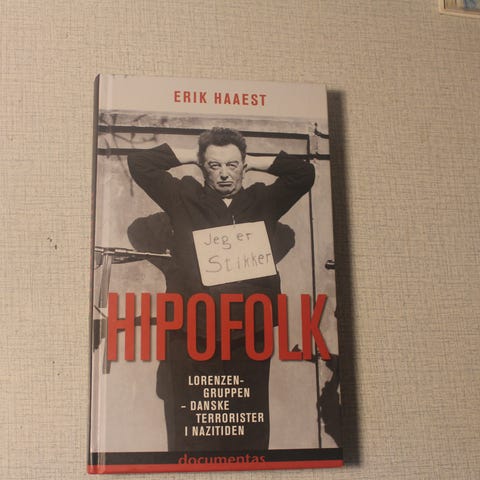 ERIK HAAEST
Jeg er
Stikker
HIPOFOLK
LORENZEN-
GRUPPEN
– DANSKE
TERRORISTER
I NAZITIDEN
documentas